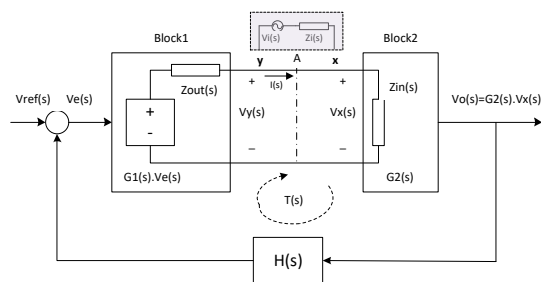 Block1
Vi(s) Zi(s)
Block2
y A x
I(s)
Zout(s)
Zin(s)
Vref(s) Ve(s)
+ + +
Vy(s) Vx(s)
Vo(s)=G2(s).Vx(s)
- – –
G1(s).Ve(s)
G2(s)
T(s)
H(s)